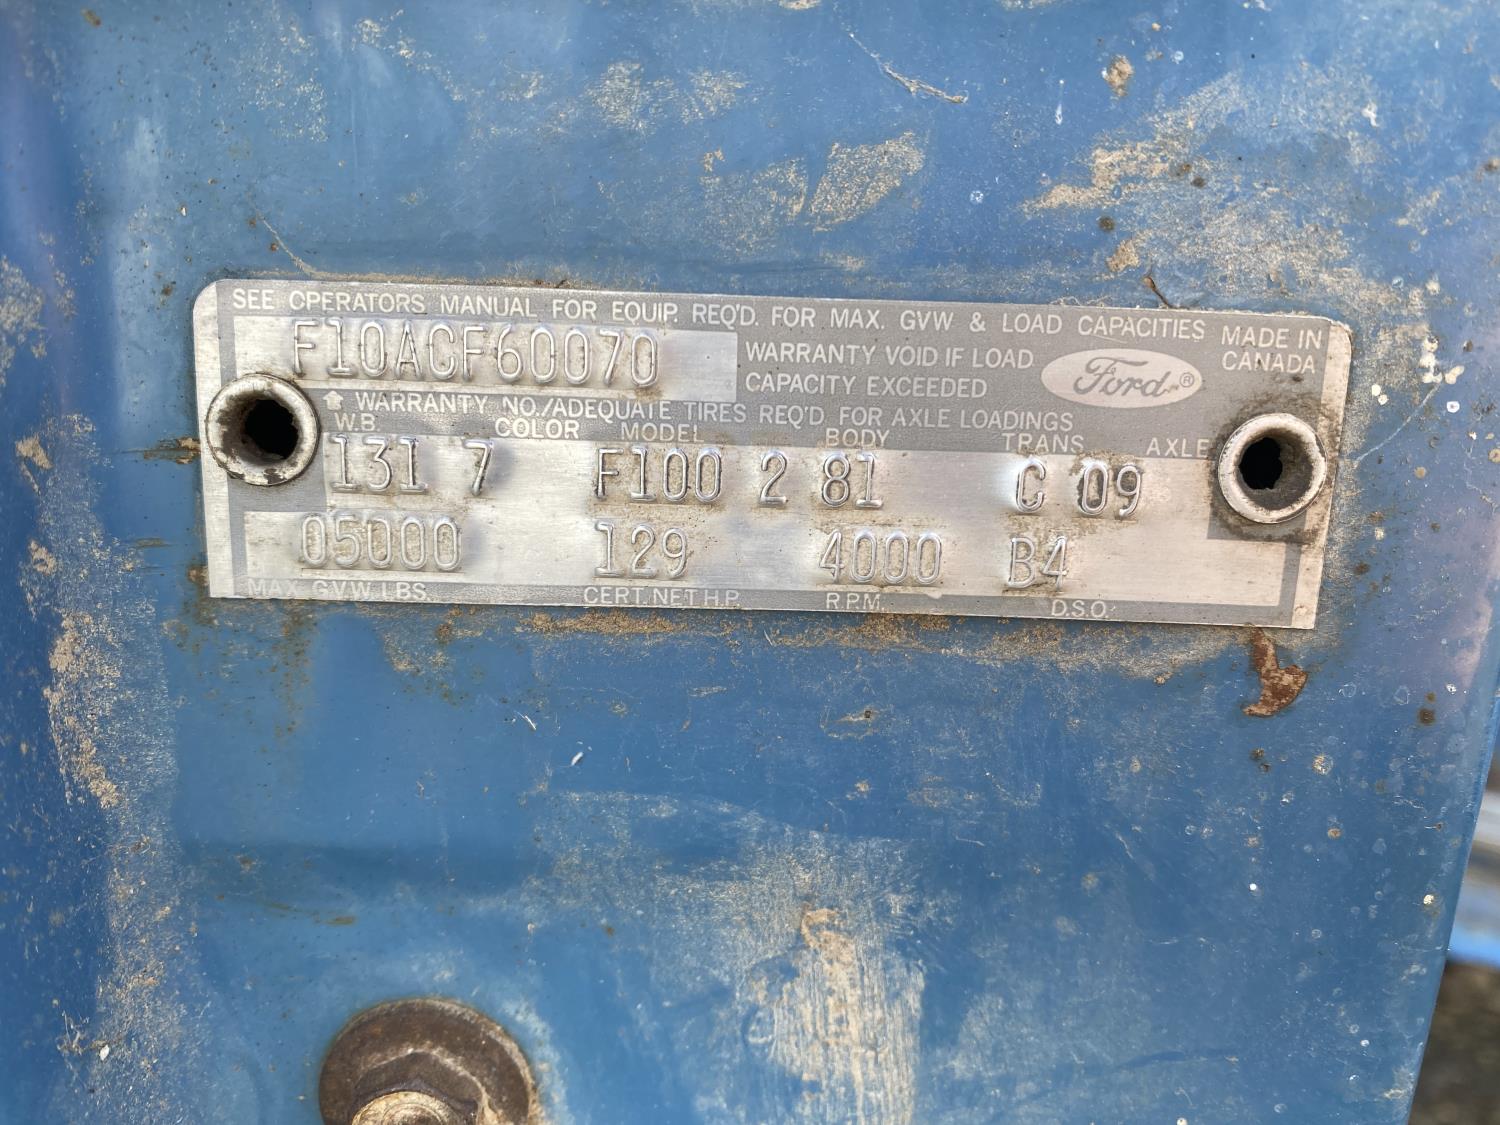 SEE OPERATORS MANUAL FOR EQUIP. REQ'D. FOR MAX. GVW & LOAD CAPACITIES MADE IN CANADA
F10ACF60070
WARRANTY VOID IF LOAD CAPACITY EXCEEDED
Ford®
WARRANTY NO./ADEQUATE TIRES REQ'D. FOR AXLE LOADINGS
W.B. COLOR MODEL BODY TRANS. AXLE
131 7 F100 2 81 C 09
05000 129 4000 B4
MAX. GVW LBS. CERT. NET H.P. R.P.M. D.S.O.